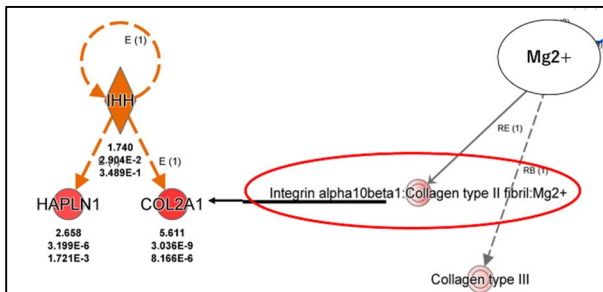 E (1)
Mg2+
IHH
1.740
2.904E-2
3.489E-1
E (1)
RE (1)
RB (1)
Integrin alpha10beta1:Collagen type II fibril:Mg2+
HAPLN1
COL2A1
2.658
3.199E-6
1.721E-3
5.611
3.036E-9
8.166E-6
Collagen type III